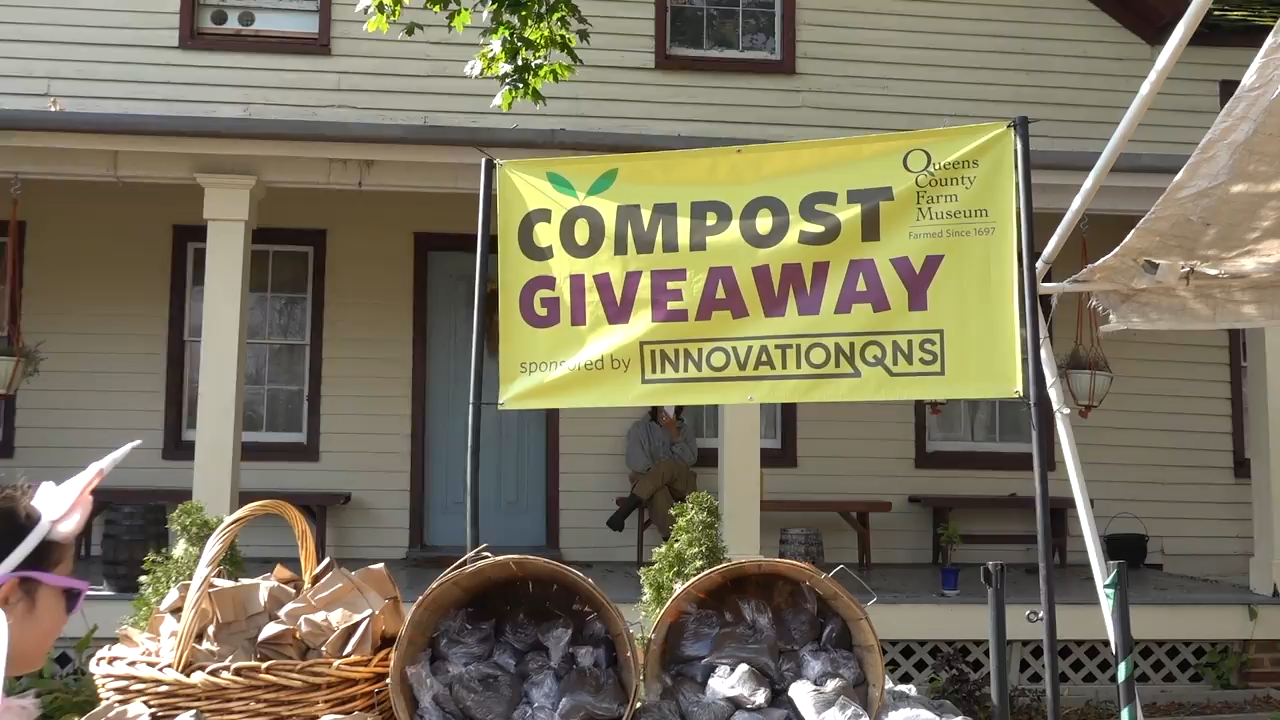 COMPOST
GIVEAWAY
sponsored by INNOVATIONQNS
Queens
County
Farm
Museum
Farmed Since 1697